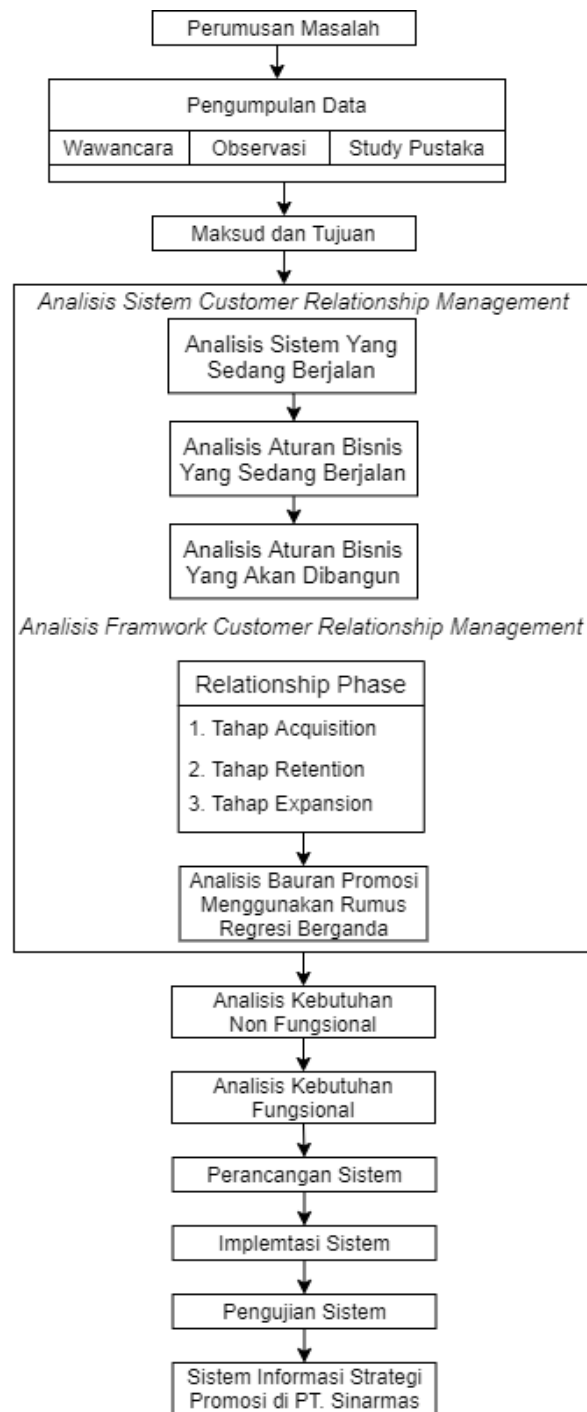 Perumusan Masalah
Pengumpulan Data
Wawancara
Observasi
Study Pustaka
Maksud dan Tujuan
Analisis Sistem Customer Relationship Management
Analisis Sistem Yang
Sedang Berjalan
Analisis Aturan Bisnis
Yang Sedang Berjalan
Analisis Aturan Bisnis
Yang Akan Dibangun
Analisis Framwork Customer Relationship Management
Relationship Phase
1. Tahap Acquisition
2. Tahap Retention
3. Tahap Expansion
Analisis Bauran Promosi
Menggunakan Rumus
Regresi Berganda
Analisis Kebutuhan
Non Fungsional
Analisis Kebutuhan
Fungsional
Perancangan Sistem
Implemtasi Sistem
Pengujian Sistem
Sistem Informasi Strategi
Promosi di PT. Sinarmas